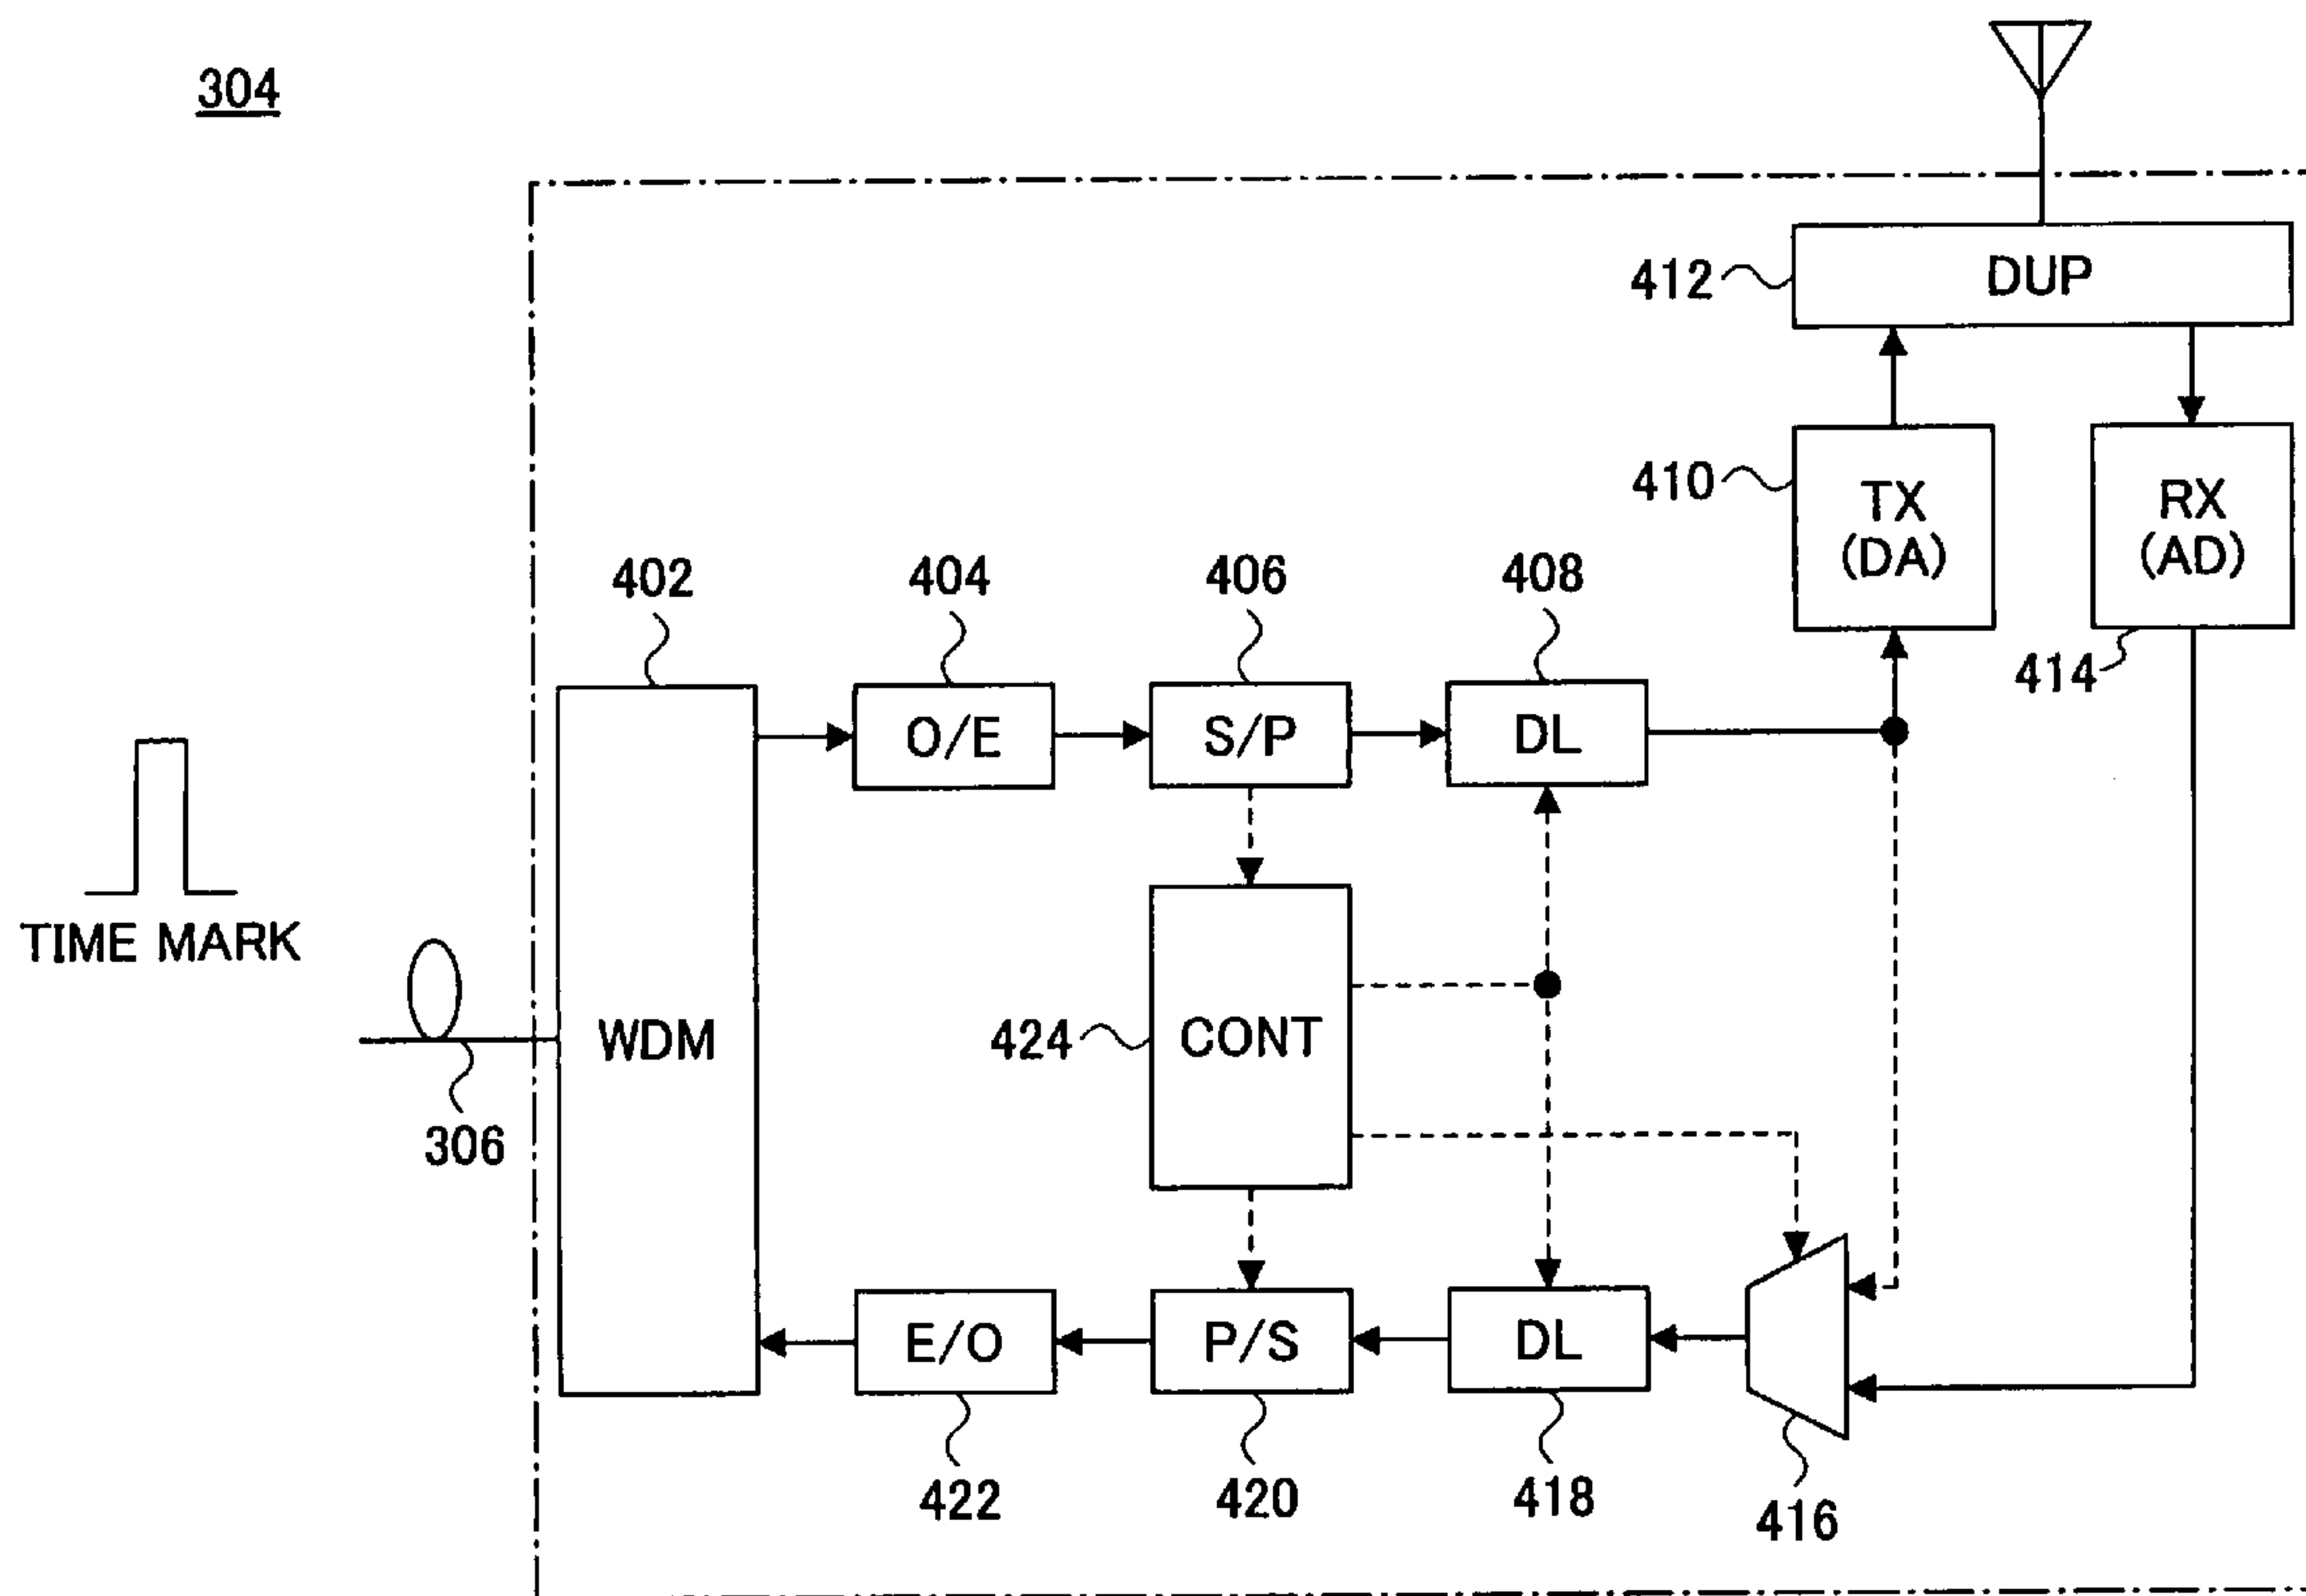 304
412
DUP
410
TX
(DA)
RX
(AD)
414
402
404
406
408
O/E
S/P
DL
TIME MARK
306
WDM
424
CONT
E/O
P/S
DL
422
420
418
416